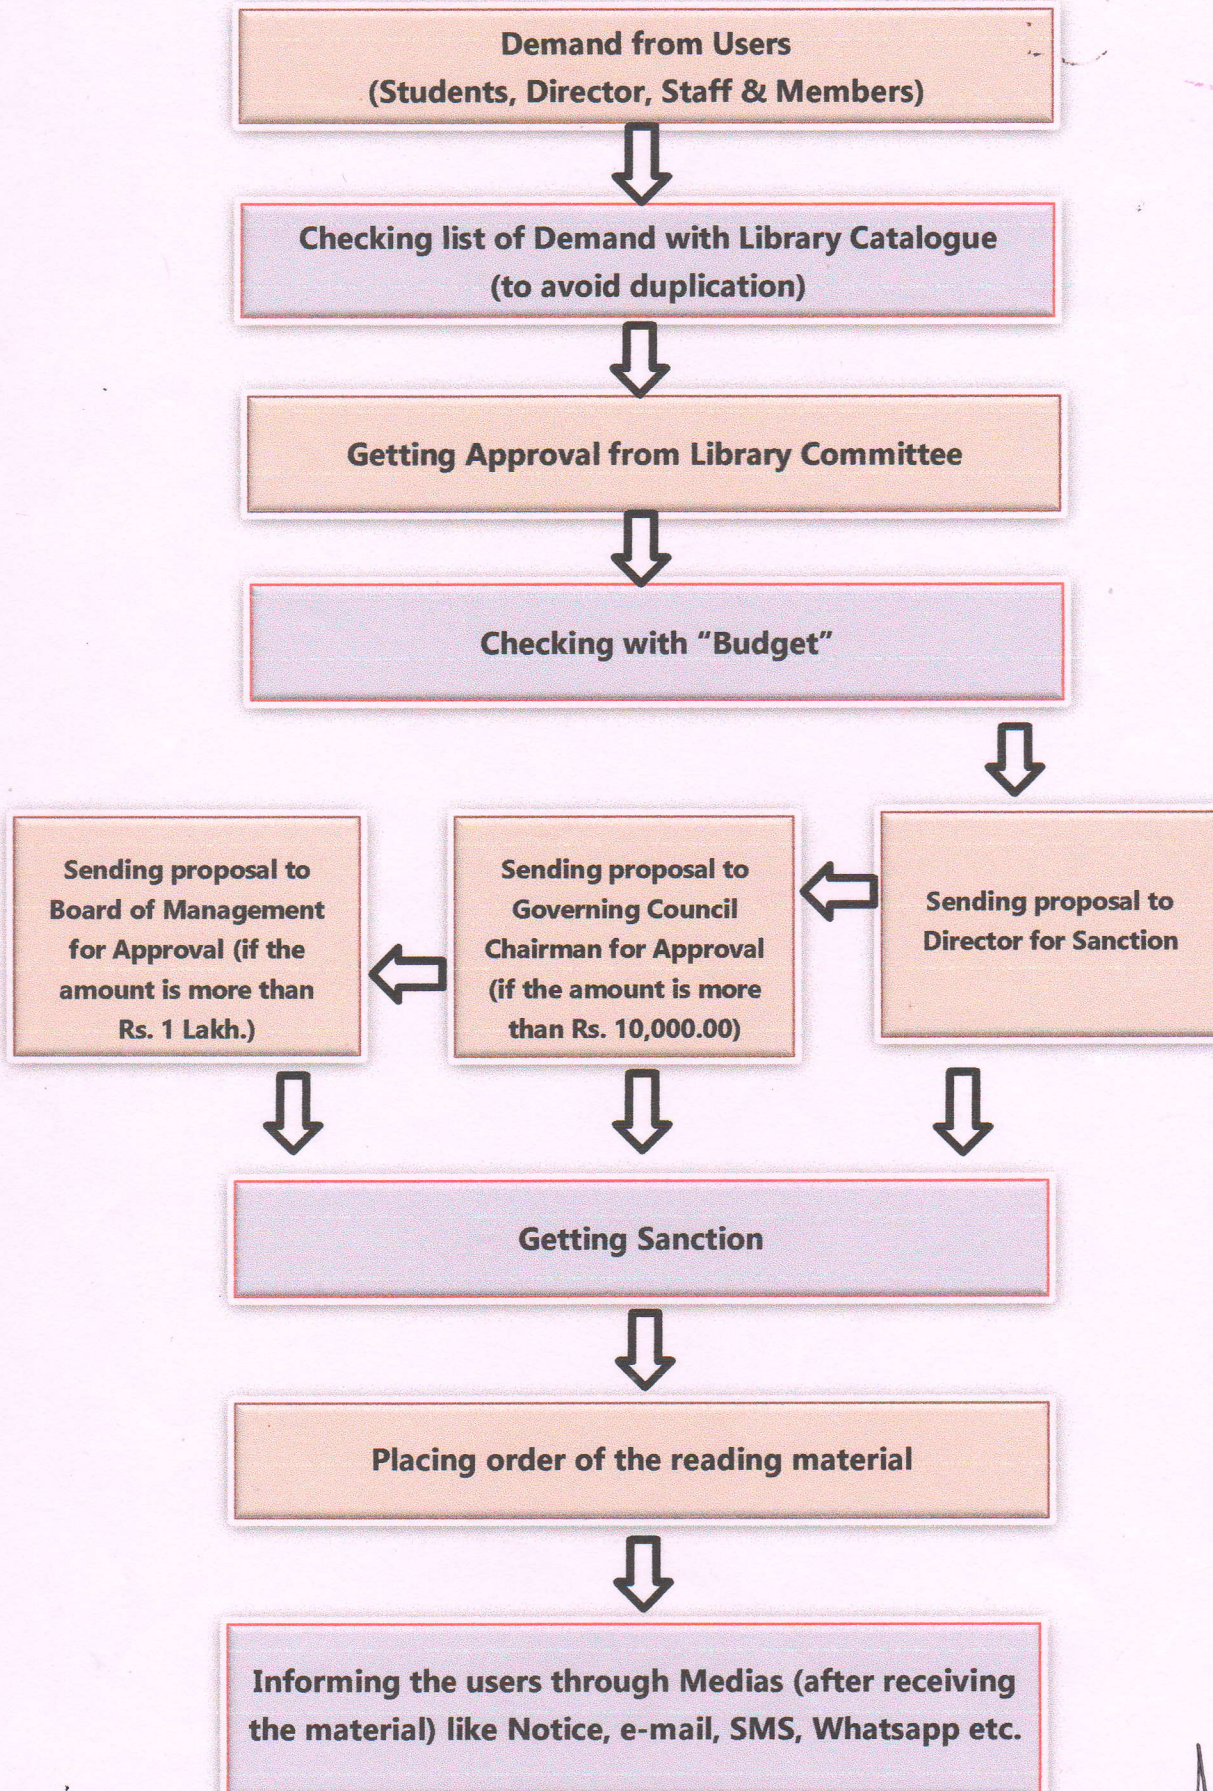 Demand from Users
(Students, Director, Staff & Members)
Checking list of Demand with Library Catalogue
(to avoid duplication)
Getting Approval from Library Committee
Checking with “Budget”
Sending proposal to
Board of Management
for Approval (if the
amount is more than
Rs. 1 Lakh.)
Sending proposal to
Governing Council
Chairman for Approval
(if the amount is more
than Rs. 10,000.00)
Sending proposal to
Director for Sanction
Getting Sanction
Placing order of the reading material
Informing the users through Medias (after receiving
the material) like Notice, e-mail, SMS, Whatsapp etc.